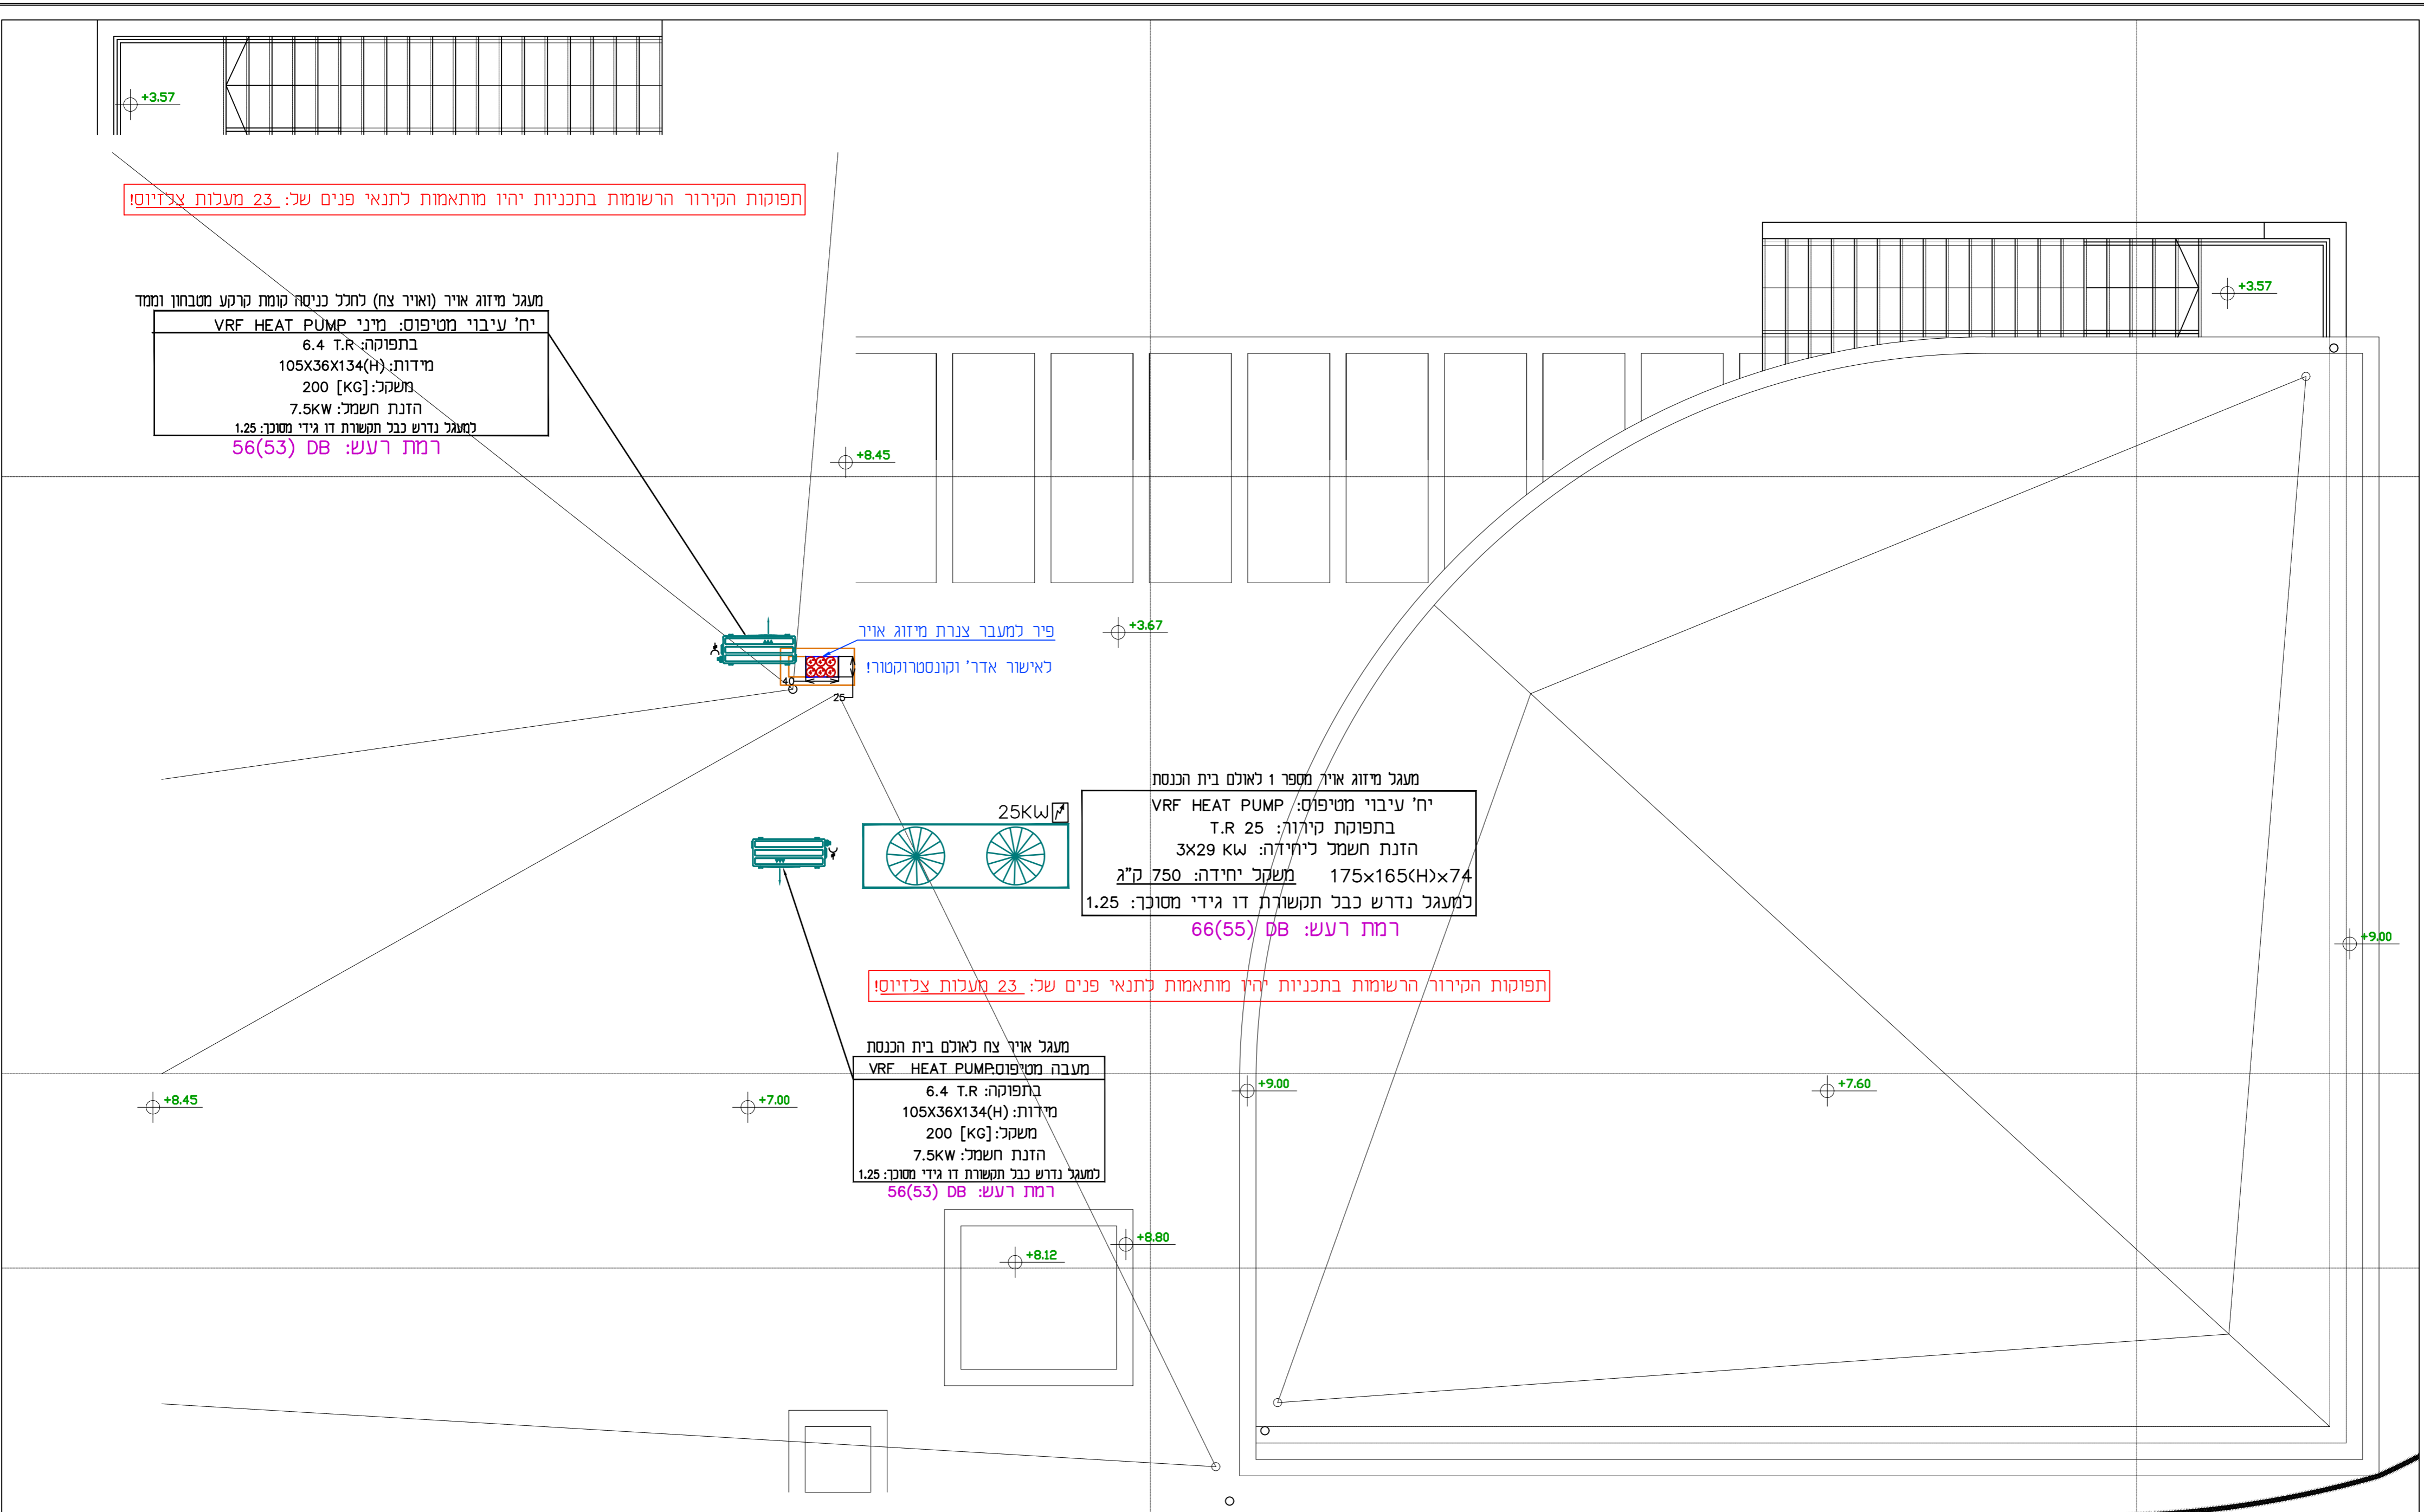 +3.57
תפוקות הקירור הרשומות בתכניות יהיו מותאמות לתנאי פנים של: 23 מעלות צלזיוס!
+3.57
מעגל מיזוג אויר (ואויר צח) לחלל כניסה קומת קרקע מטבחון וממד
יח' עיבוי מטיפוס: מיני VRF HEAT PUMP
בתפוקה: 6.4 T.R
מידות: 105X36X134(H)
משקל: 200 [KG]
הזנת חשמל: 7.5KW
למעגל נדרש כבל תקשורת דו גידי מסוכך: 1.25
רמת רעש: 56(53) DB
+8.45
פיר למעבר צנרת מיזוג אויר
לאישור אדר' וקונסטרוקטור!
+3.67
40
25
מעגל מיזוג אויר מספר 1 לאולם בית הכנסת
יח' עיבוי מטיפוס: VRF HEAT PUMP
בתפוקת קירור: 25 T.R
הזנת חשמל ליחידה: 3X29 KW
175x165(H)x74 משקל יחידה: 750 ק"ג
למעגל נדרש כבל תקשורת דו גידי מסוכך: 1.25
רמת רעש: 66(55) DB
25KW
+9.00
תפוקות הקירור הרשומות בתכניות יהיו מותאמות לתנאי פנים של: 23 מעלות צלזיוס!
מעגל אויר צח לאולם בית הכנסת
מעבה מטיפוס: VRF HEAT PUMP
בתפוקה: 6.4 T.R
מידות: 105X36X134(H)
משקל: 200 [KG]
הזנת חשמל: 7.5KW
למעגל נדרש כבל תקשורת דו גידי מסוכך: 1.25
רמת רעש: 56(53) DB
+8.45
+7.00
+9.00
+7.60
+8.80
+8.12